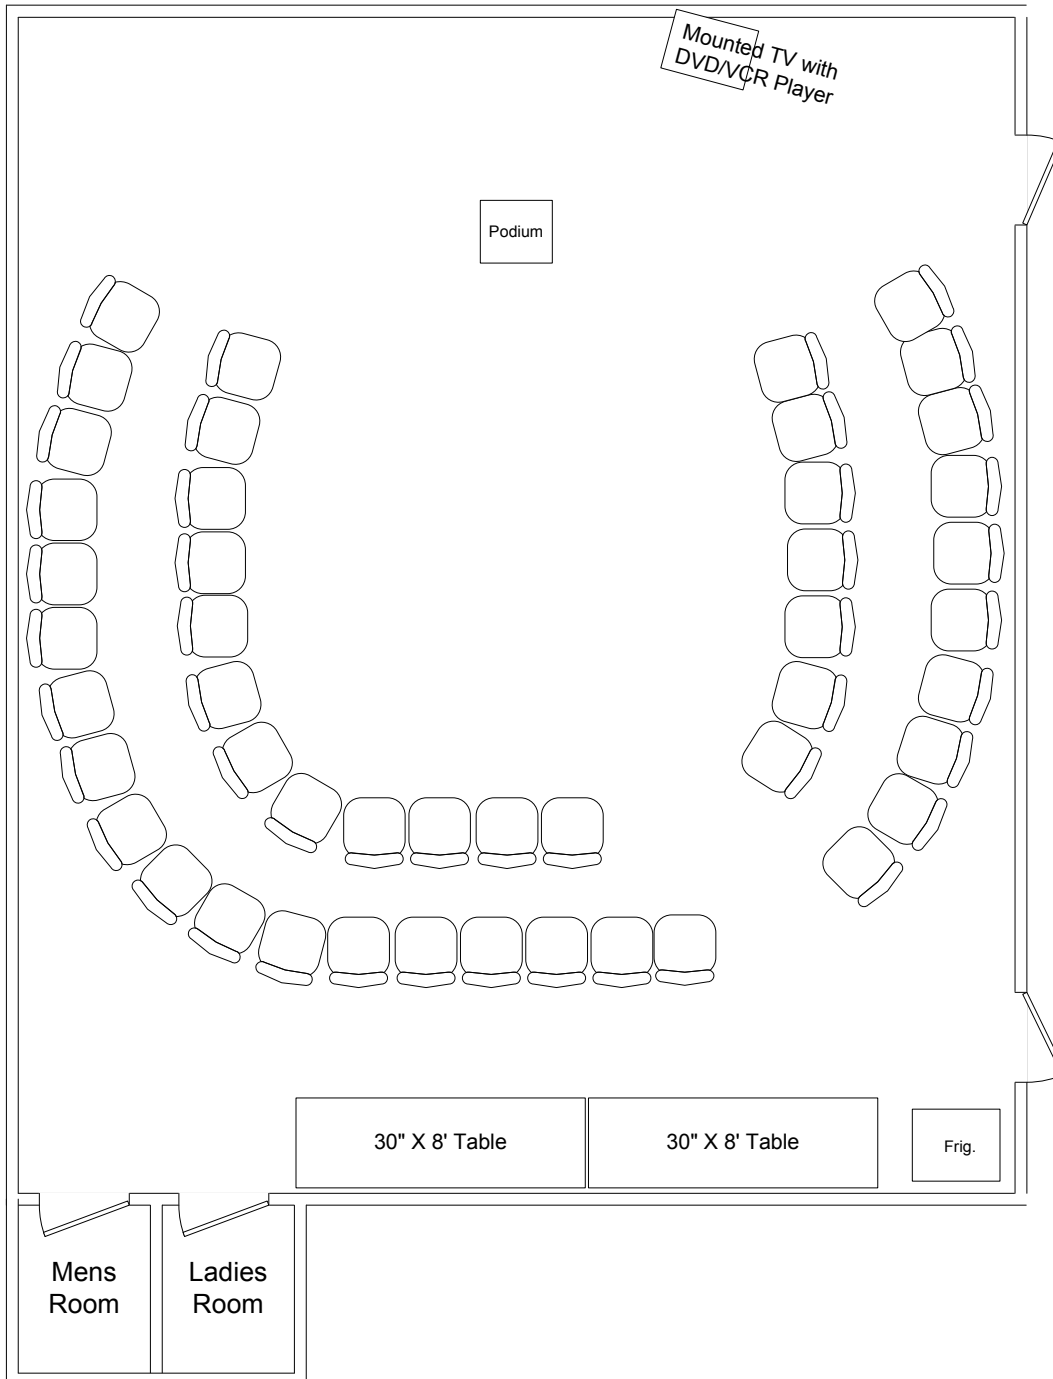 Mounted TV with
DVD/VCR Player
Podium
30" X 8' Table
30" X 8' Table
Frig.
Mens
Room
Ladies
Room